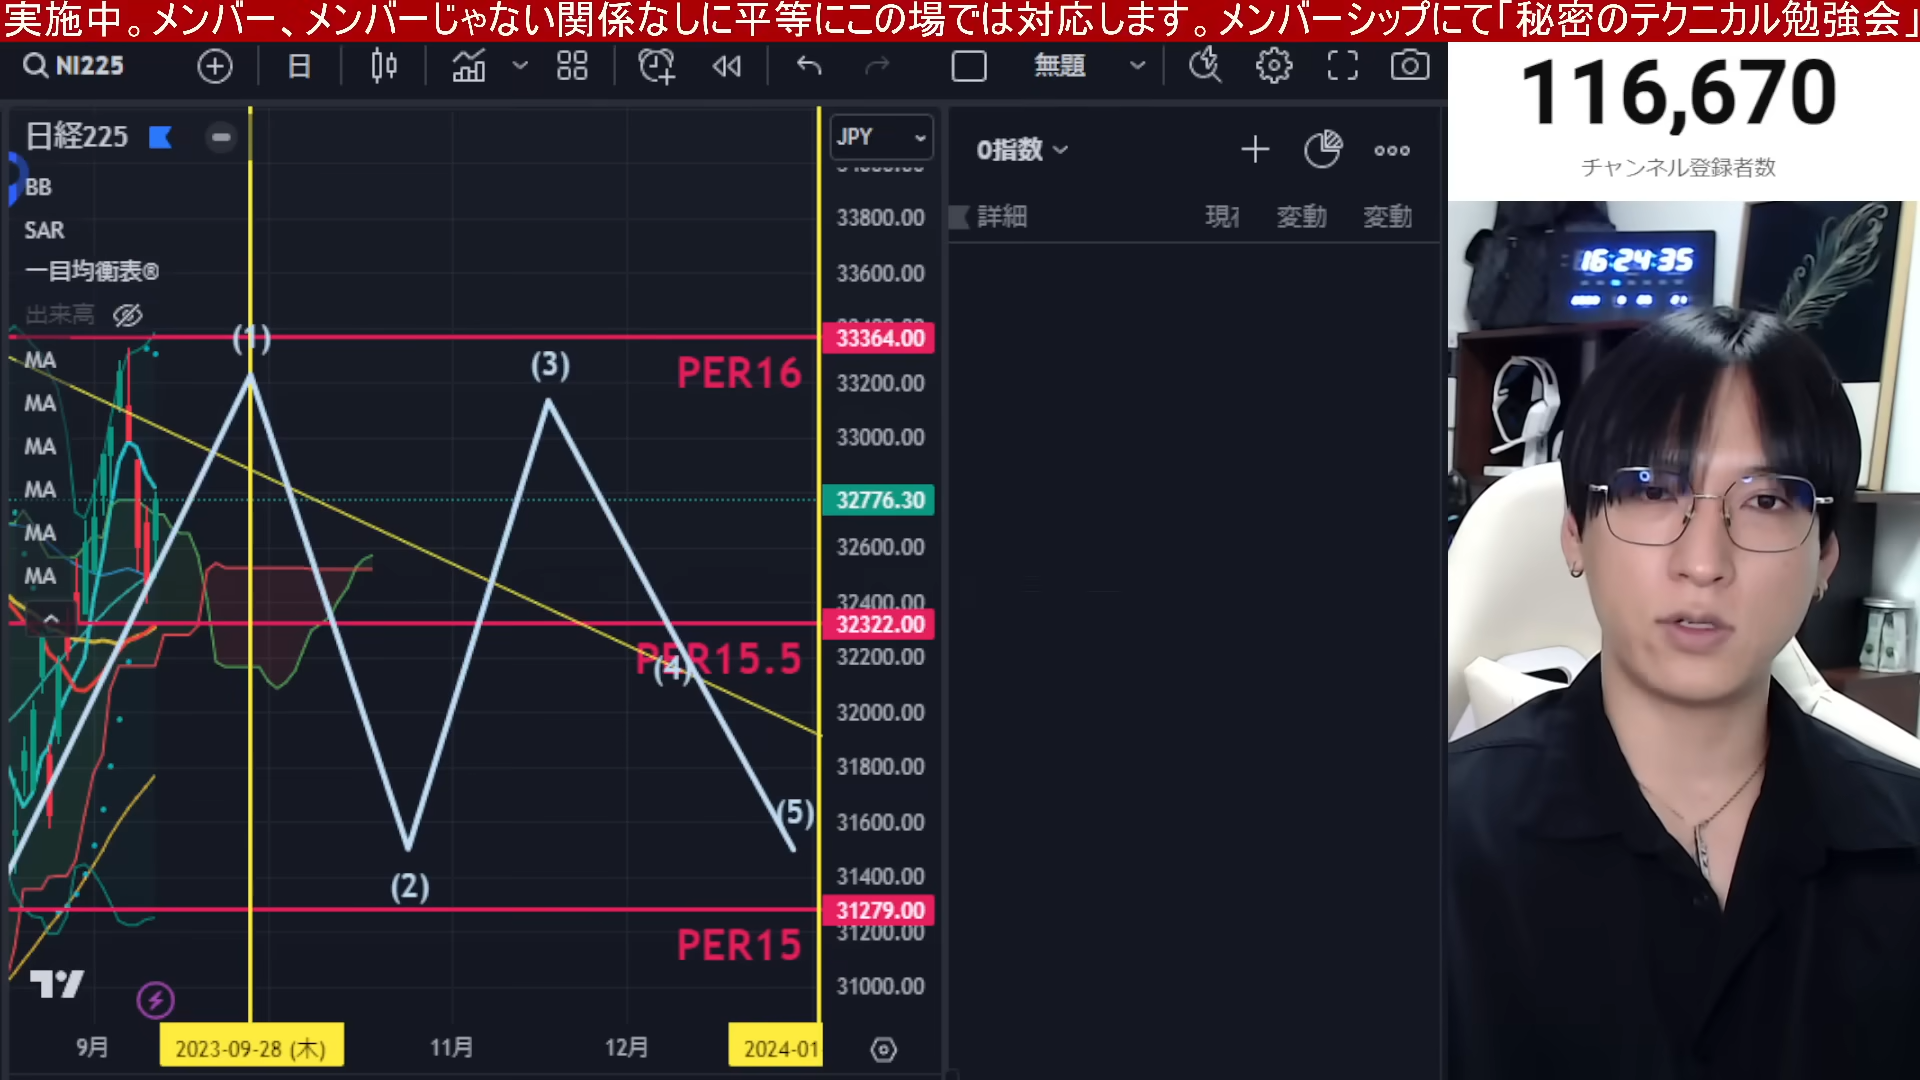 実施中。メンバー、メンバーじゃない関係なしに平等にこの場では対応します。メンバーシップにて「秘密のテクニカル勉強会」
NI225
日
無題
116,670
チャンネル登録者数
日経225
JPY
0指数
BB
SAR
一目均衡表®
出来高
MA
MA
MA
MA
MA
MA
詳細
変動
変動
33800.00
33600.00
33364.00
33200.00
33000.00
32776.30
32600.00
32400.00
32322.00
32200.00
32000.00
31800.00
31600.00
31400.00
31279.00
31200.00
31000.00
(1)
(3)
PER16
PER15.5
(4)
(5)
(2)
PER15
16:24:35
9月
2023-09-28 (木)
11月
12月
2024-01